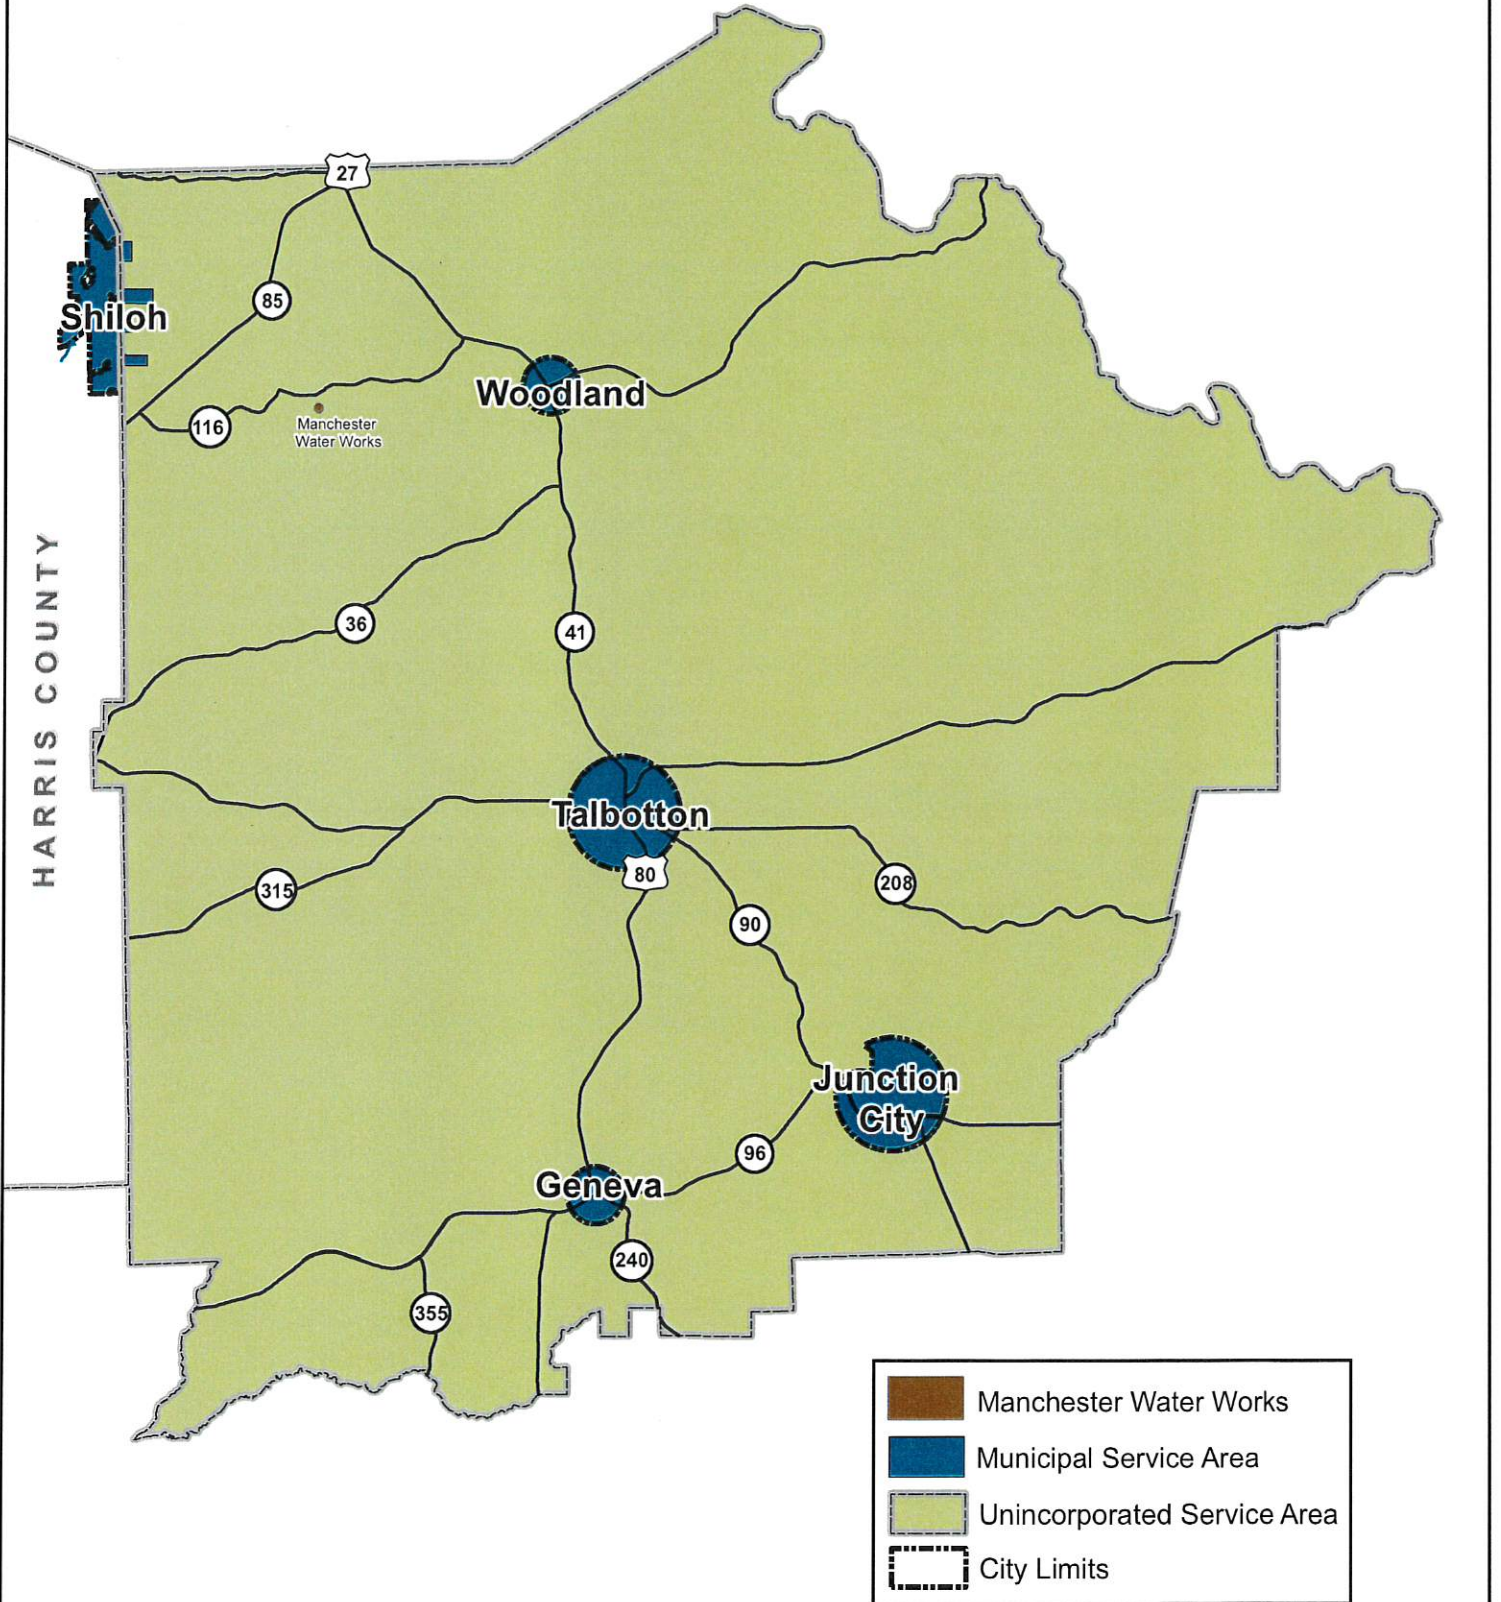 27
85
Shiloh
Woodland
116
Manchester
Water Works
HARRIS COUNTY
36
41
Talbotton
80
315
208
90
Junction
City
96
Geneva
240
355
Manchester Water Works
Municipal Service Area
Unincorporated Service Area
City Limits